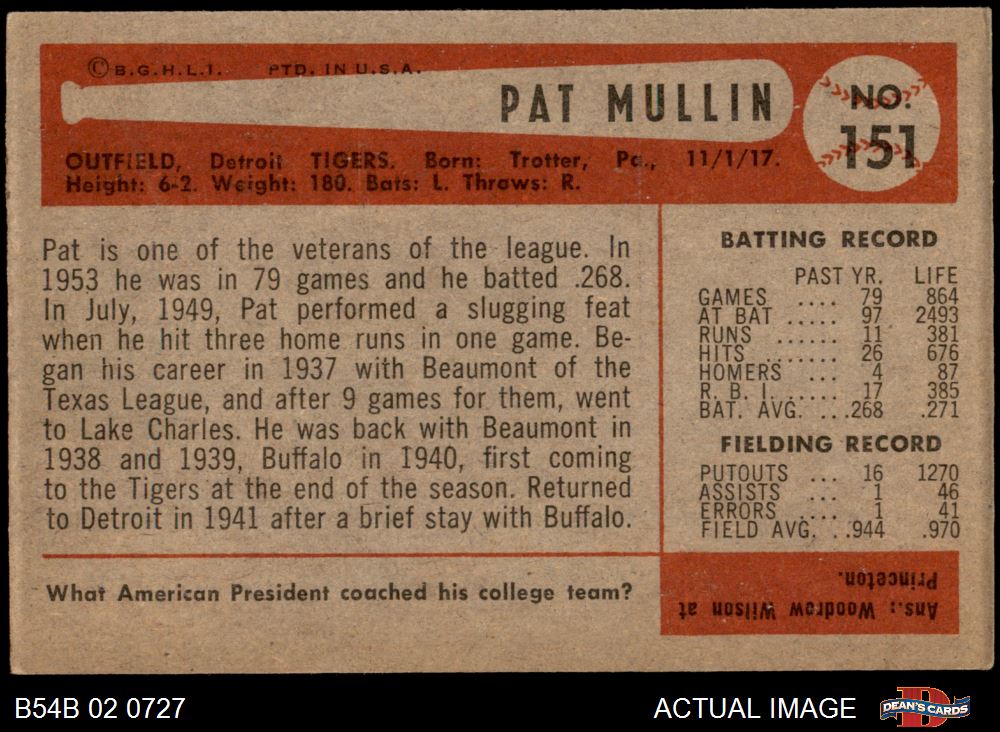 © B.G.H.L.I. PTD. IN U.S.A.
PAT MULLIN
NO.
151
OUTFIELD, Detroit TIGERS. Born: Trotter, Pa., 11/1/17.
Height: 6-2. Weight: 180. Bats: L. Throws: R.
Pat is one of the veterans of the league. In
1953 he was in 79 games and he batted .268.
In July, 1949, Pat performed a slugging feat
when he hit three home runs in one game. Be-
gan his career in 1937 with Beaumont of the
Texas League, and after 9 games for them, went
to Lake Charles. He was back with Beaumont in
1938 and 1939, Buffalo in 1940, first coming
to the Tigers at the end of the season. Returned
to Detroit in 1941 after a brief stay with Buffalo.
What American President coached his college team?
BATTING RECORD
PAST YR. LIFE
GAMES .... 79 864
AT BAT ..... 97 2493
RUNS ...... 11 381
HITS ....... 26 676
HOMERS ... 4 87
R. B. I. ..... 17 385
BAT. AVG. ...268 .271
FIELDING RECORD
PUTOUTS ... 16 1270
ASSISTS ... 1 46
ERRORS .... 1 41
FIELD AVG. ..944 .970
Ans.: Woodrow Wilson at
Princeton.
B54B 02 0727
ACTUAL IMAGE
D
DEAN'S CARDS